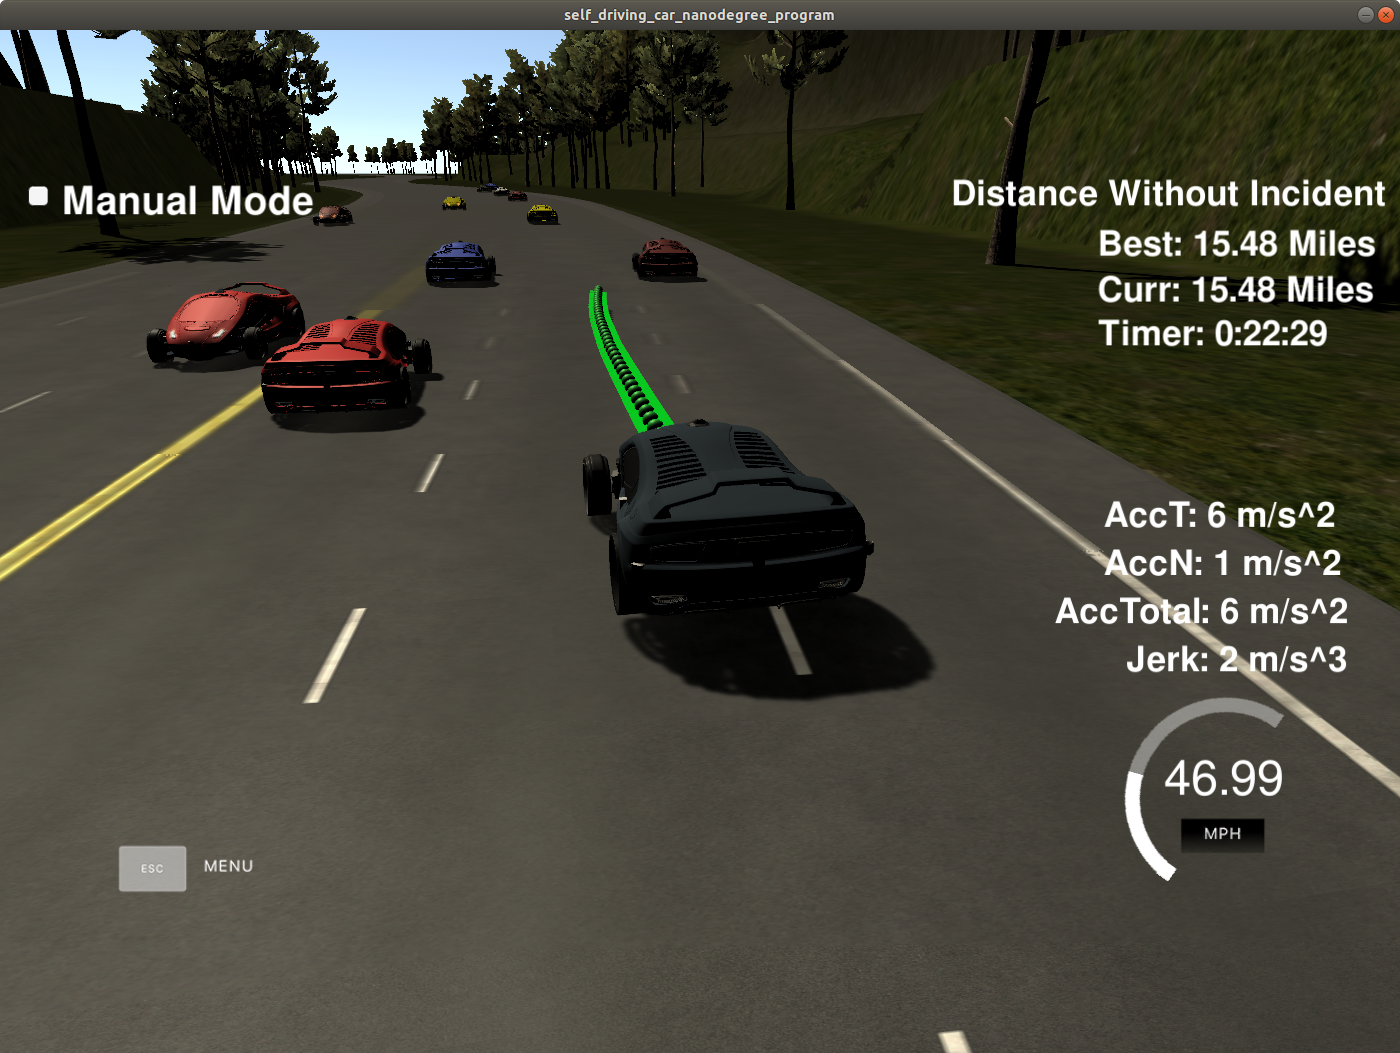 self_driving_car_nanodegree_program
Manual Mode
Distance Without Incident
Best: 15.48 Miles
Curr: 15.48 Miles
Timer: 0:22:29
AccT: 6 m/s^2
AccN: 1 m/s^2
AccTotal: 6 m/s^2
Jerk: 2 m/s^3
46.99
MPH
ESC MENU